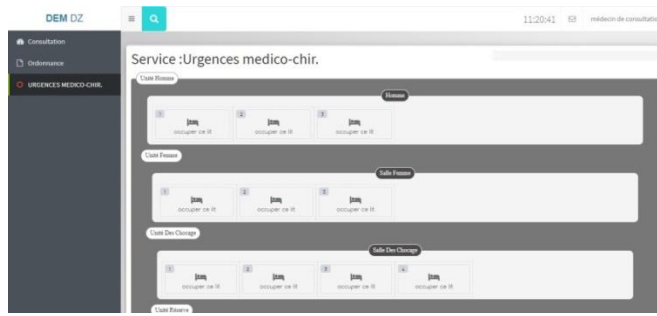 DEM DZ
11:20:41
médecin de consultatio
Consultation
Ordonnance
URGENCES MEDICO-CHIR.
Service :Urgences medico-chir.
Unité Homme
Homme
1 2 3
occuper ce lit occuper ce lit occuper ce lit
Unité Femme
Salle Femme
1 2 3
occuper ce lit occuper ce lit occuper ce lit
Unité Des Chocage
Salle Des Chocage
1 2 3 4
occuper ce lit occuper ce lit occuper ce lit occuper ce lit
Unité Réserve